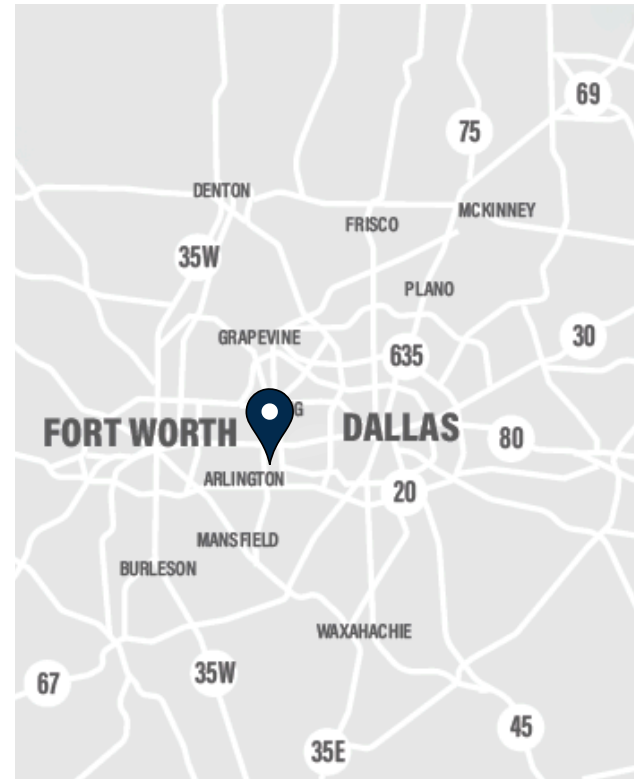 69
75
DENTON
MCKINNEY
FRISCO
35W
PLANO
GRAPEVINE
30
635
G
FORT WORTH
DALLAS
80
ARLINGTON
20
MANSFIELD
BURLESON
WAXAHACHIE
35W
67
45
35E